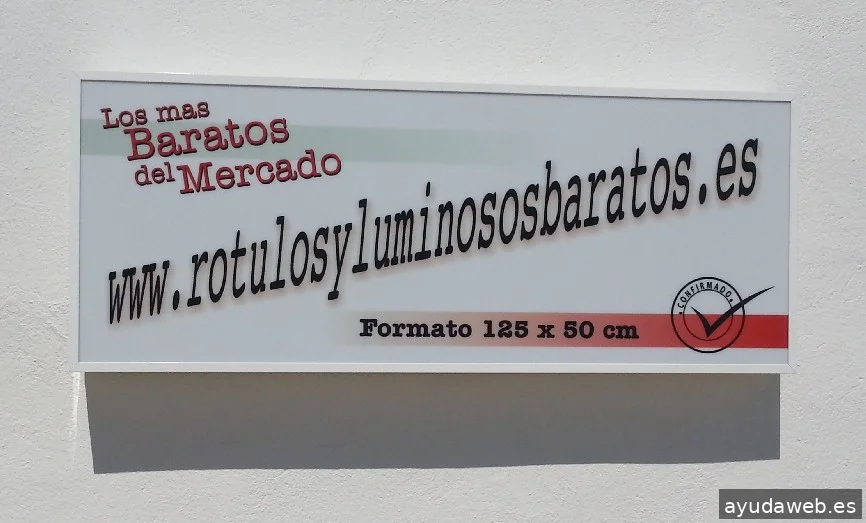 Los mas
Baratos
del Mercado
www.rotulosyluminososbaratos.es
Formato 125 x 50 cm
CONFIRMADO
ayudaweb.es